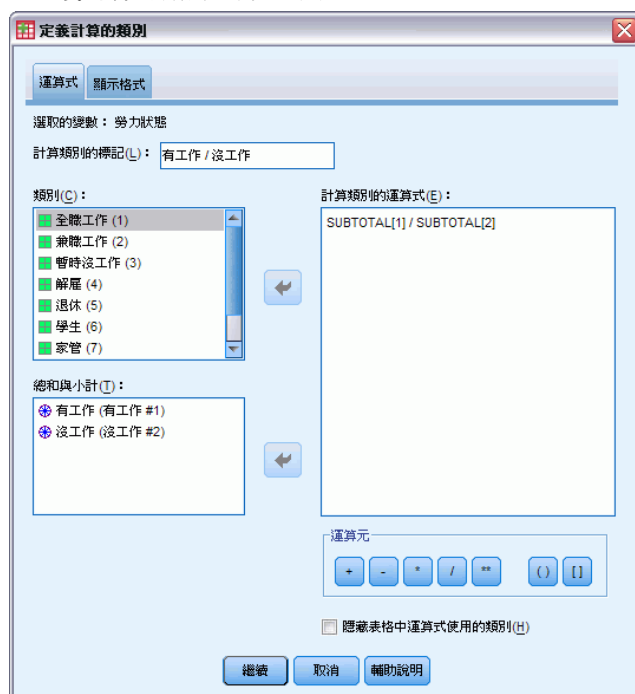 定義計算的類別
運算式
顯示格式
選取的變數： 勞力狀態
計算類別的標記(L)：
有工作 / 沒工作
類別(C)：
全職工作 (1)
兼職工作 (2)
暫時沒工作 (3)
解雇 (4)
退休 (5)
學生 (6)
家管 (7)
總和與小計(T)：
有工作 (有工作 #1)
沒工作 (沒工作 #2)
計算類別的運算式(E)：
SUBTOTAL[1] / SUBTOTAL[2]
運算元
+ - * / ** () []
隱藏表格中運算式使用的類別(H)
繼續 取消 輔助說明